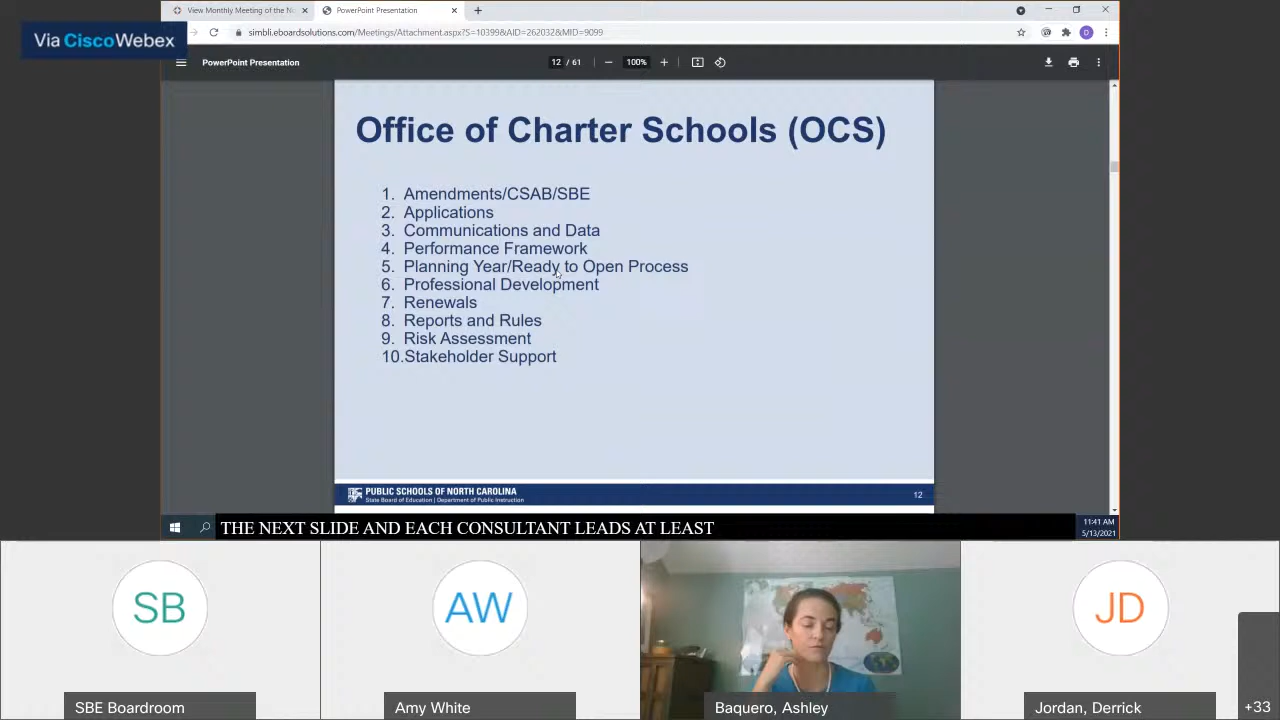 View Monthly Meeting of the No
PowerPoint Presentation
Via CiscoWebex
simbli.eboardsolutions.com/Meetings/Attachment.aspx?S=10399&AID=262032&MID=9099
D
PowerPoint Presentation
12 / 61
100%
Office of Charter Schools (OCS)
1. Amendments/CSAB/SBE
2. Applications
3. Communications and Data
4. Performance Framework
5. Planning Year/Ready to Open Process
6. Professional Development
7. Renewals
8. Reports and Rules
9. Risk Assessment
10.Stakeholder Support
PUBLIC SCHOOLS OF NORTH CAROLINA
State Board of Education | Department of Public Instruction
12
THE NEXT SLIDE AND EACH CONSULTANT LEADS AT LEAST
11:41 AM
5/13/2021
SB
AW
JD
SBE Boardroom
Amy White
Baquero, Ashley
Jordan, Derrick
+33